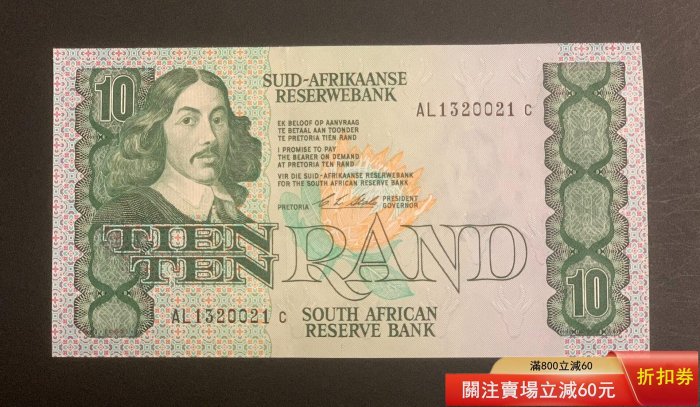 10
SUID-AFRIKAANSE
RESERWEBANK
AL1320021 C
EK BELOOF OP AANVRAAG
TE BETAAL AAN TOONDER
TE PRETORIA TIEN RAND
I PROMISE TO PAY
THE BEARER ON DEMAND
AT PRETORIA TEN RAND
VIR DIE SUID-AFRIKAANSE RESERWEBANK
FOR THE SOUTH AFRICAN RESERVE BANK
PRETORIA
PRESIDENT
GOVERNOR
TIEN
TEN
RAND
10
AL1320021 C
SOUTH AFRICAN
RESERVE BANK
滿800立減60
關注賣場立減60元
折扣券